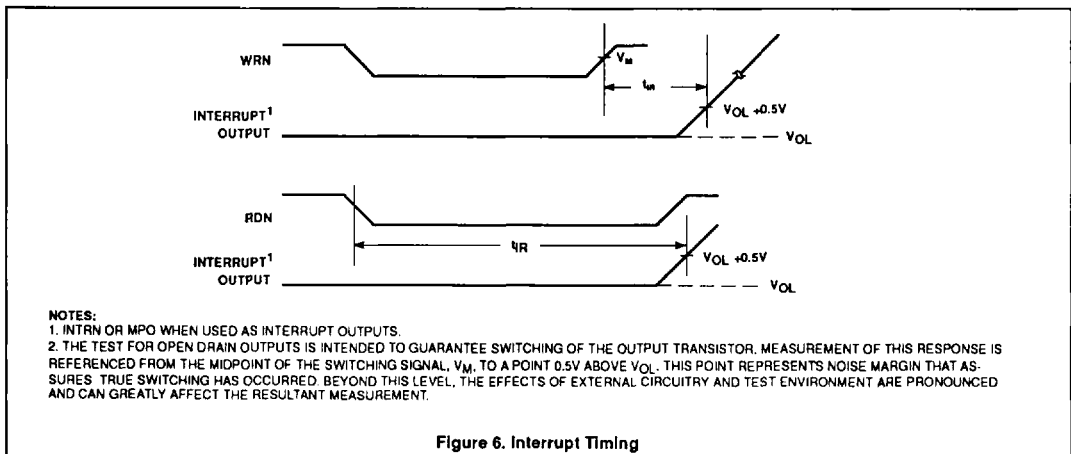 WRN
V_M
t_IR
INTERRUPT¹
OUTPUT
V_OL +0.5V
V_OL
RDN
t_IR
INTERRUPT¹
OUTPUT
V_OL +0.5V
V_OL
NOTES:
1. INTRN OR MPO WHEN USED AS INTERRUPT OUTPUTS.
2. THE TEST FOR OPEN DRAIN OUTPUTS IS INTENDED TO GUARANTEE SWITCHING OF THE OUTPUT TRANSISTOR. MEASUREMENT OF THIS RESPONSE IS
REFERENCED FROM THE MIDPOINT OF THE SWITCHING SIGNAL, V_M, TO A POINT 0.5V ABOVE V_OL. THIS POINT REPRESENTS NOISE MARGIN THAT AS-
SURES TRUE SWITCHING HAS OCCURRED. BEYOND THIS LEVEL, THE EFFECTS OF EXTERNAL CIRCUITRY AND TEST ENVIRONMENT ARE PRONOUNCED
AND CAN GREATLY AFFECT THE RESULTANT MEASUREMENT.
Figure 6. Interrupt Timing